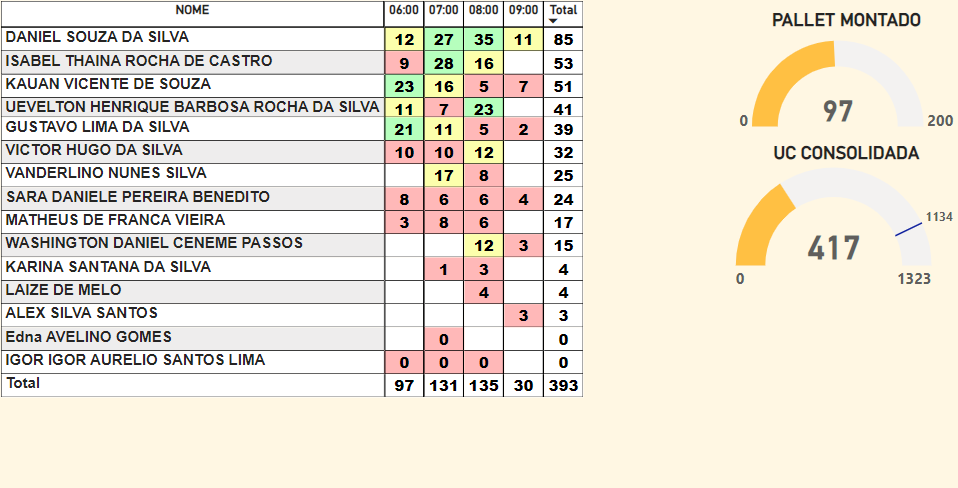 NOME 06:00 07:00 08:00 09:00 Total
DANIEL SOUZA DA SILVA 12 27 35 11 85
ISABEL THAINA ROCHA DE CASTRO 9 28 16 53
KAUAN VICENTE DE SOUZA 23 16 5 7 51
UEVELTON HENRIQUE BARBOSA ROCHA DA SILVA 11 7 23 41
GUSTAVO LIMA DA SILVA 21 11 5 2 39
VICTOR HUGO DA SILVA 10 10 12 32
VANDERLINO NUNES SILVA 17 8 25
SARA DANIELE PEREIRA BENEDITO 8 6 6 4 24
MATHEUS DE FRANCA VIEIRA 3 8 6 17
WASHINGTON DANIEL CENEME PASSOS 12 3 15
KARINA SANTANA DA SILVA 1 3 4
LAIZE DE MELO 4 4
ALEX SILVA SANTOS 3 3
Edna AVELINO GOMES 0 0
IGOR IGOR AURELIO SANTOS LIMA 0 0 0 0
Total 97 131 135 30 393
PALLET MONTADO
97
0 200
UC CONSOLIDADA
1134
417
0 1323